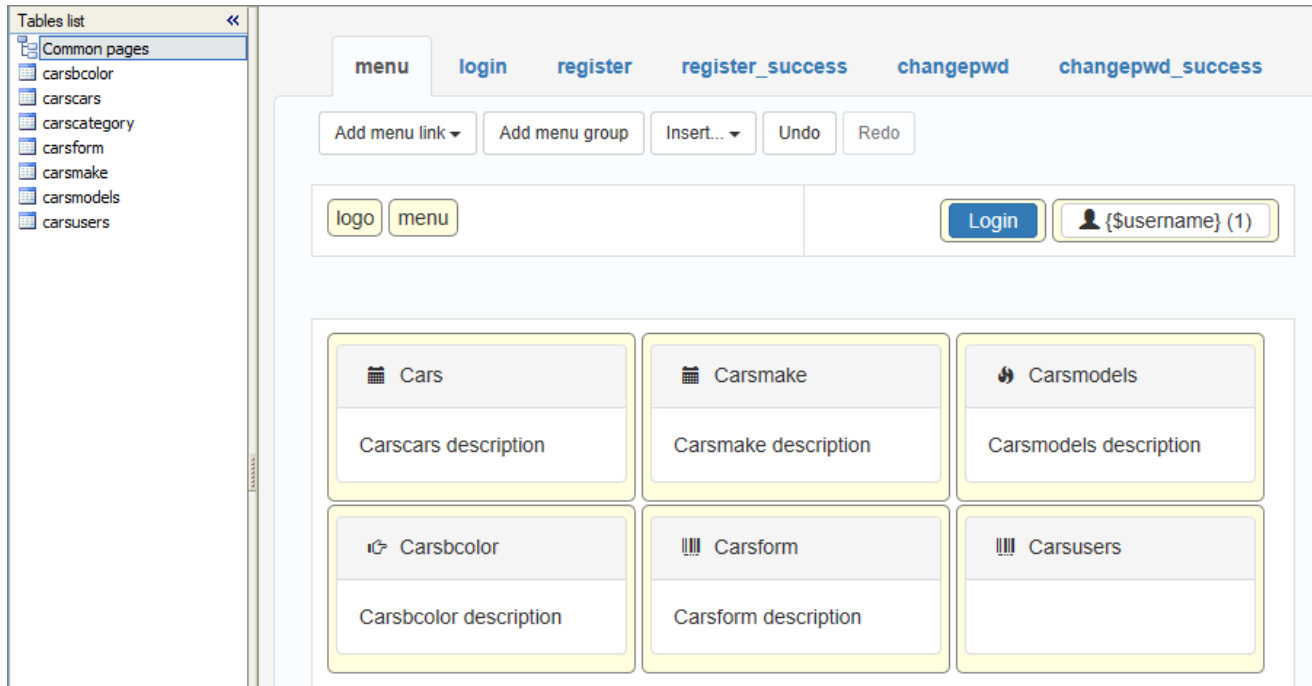 Tables list
Common pages
carsbcolor
carscars
carscategory
carsform
carsmake
carsmodels
carsusers
menu login register register_success changepwd changepwd_success
Add menu link Add menu group Insert... Undo Redo
logo menu Login {$username} (1)
Cars Carsmake Carsmodels
Carscars description Carsmake description Carsmodels description
Carsbcolor Carsform Carsusers
Carsbcolor description Carsform description